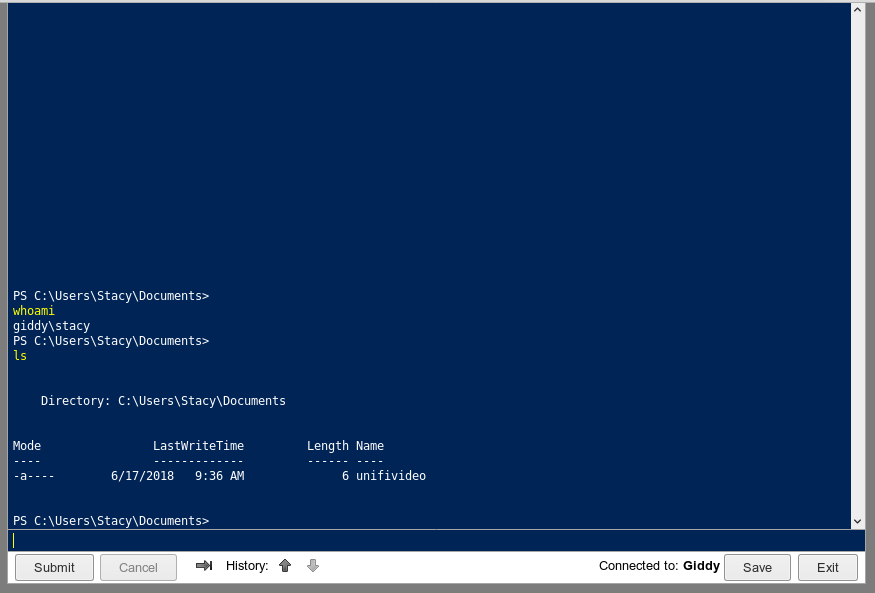 PS C:\Users\Stacy\Documents>
whoami
giddy\stacy
PS C:\Users\Stacy\Documents>
ls
Directory: C:\Users\Stacy\Documents
Mode LastWriteTime Length Name
---- ------------- ------ ----
-a---- 6/17/2018 9:36 AM 6 unifivideo
PS C:\Users\Stacy\Documents>
Submit Cancel History: Connected to: Giddy Save Exit